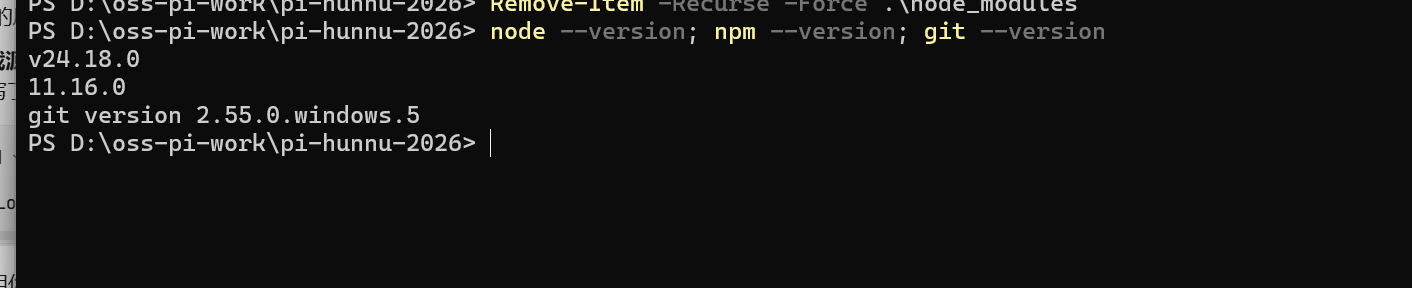 PS D:\oss-pi-work\pi-hunnu-2026> Remove-Item -Recurse -Force .\node_modules
PS D:\oss-pi-work\pi-hunnu-2026> node --version; npm --version; git --version
v24.18.0
11.16.0
git version 2.55.0.windows.5
PS D:\oss-pi-work\pi-hunnu-2026>